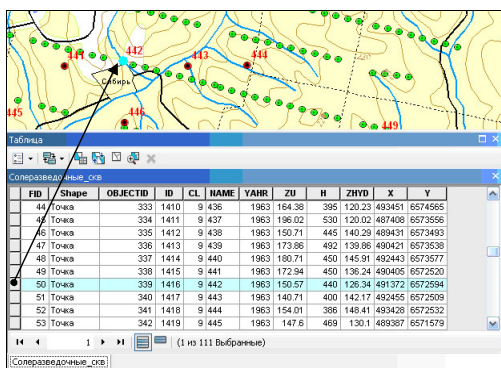 441
442
443
444
Сибирь
445
446
449
Таблица
Солеразведочные_скв
FID Shape OBJECTID ID CL NAME YAHR ZU H ZHYD X Y
44 Точка 333 1410 9 436 1963 164.38 395 120.23 493451 6574565
45 Точка 334 1411 9 437 1963 196.02 530 120.02 487408 6573556
46 Точка 335 1412 9 438 1963 150.71 445 140.29 489431 6573493
47 Точка 336 1413 9 439 1963 173.86 492 139.86 490421 6573538
48 Точка 337 1414 9 440 1963 180.71 450 145.91 492443 6573577
49 Точка 338 1415 9 441 1963 172.94 450 136.24 490405 6572520
50 Точка 339 1416 9 442 1963 150.57 440 126.34 491372 6572594
51 Точка 340 1417 9 443 1963 140.71 400 142.17 492455 6572509
52 Точка 341 1418 9 444 1963 154.01 386 148.41 493428 6572532
53 Точка 342 1419 9 445 1963 147.6 469 130.1 489387 6571579
1 (1 из 111 Выбранные)
Солеразведочные_скв